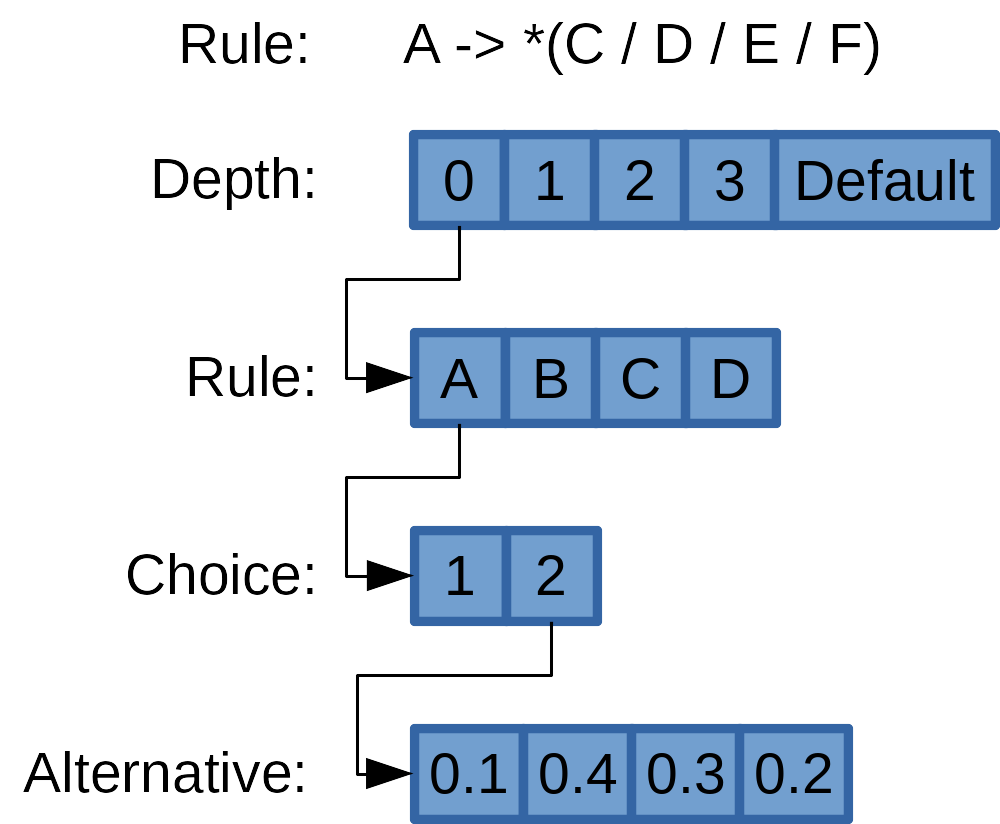 Rule: A -> *(C / D / E / F)
Depth: 0 1 2 3 Default
Rule: A B C D
Choice: 1 2
Alternative: 0.1 0.4 0.3 0.2